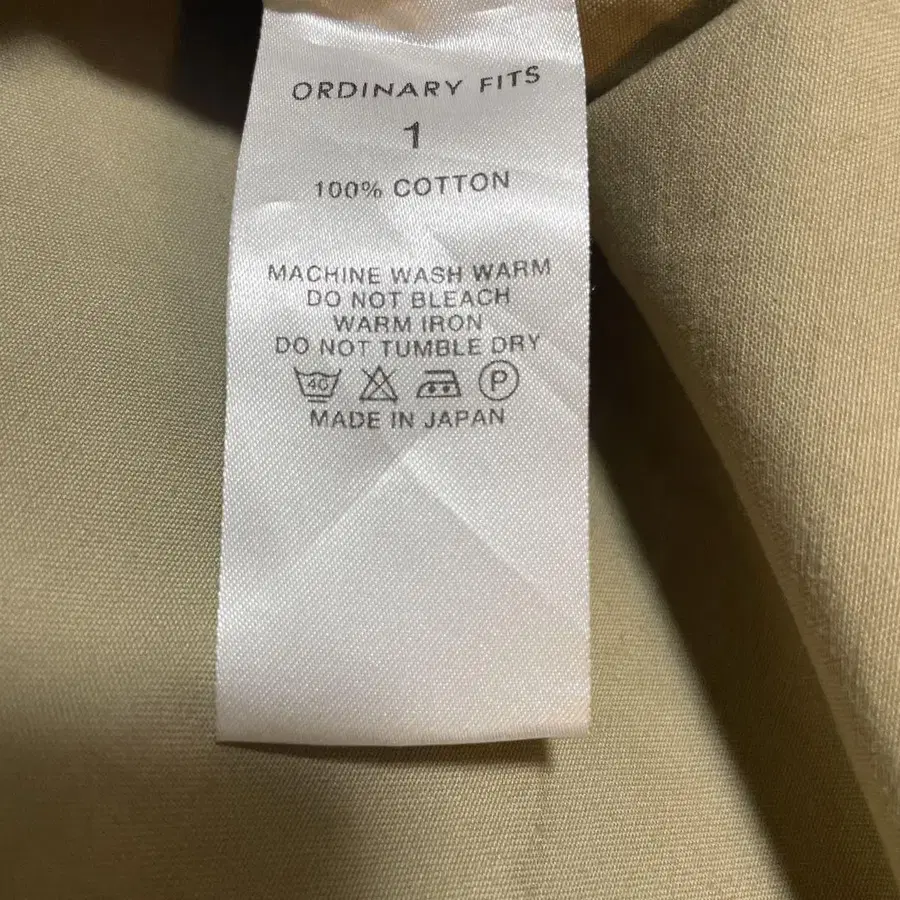 ORDINARY FITS
1
100% COTTON
MACHINE WASH WARM
DO NOT BLEACH
WARM IRON
DO NOT TUMBLE DRY
40 P
MADE IN JAPAN